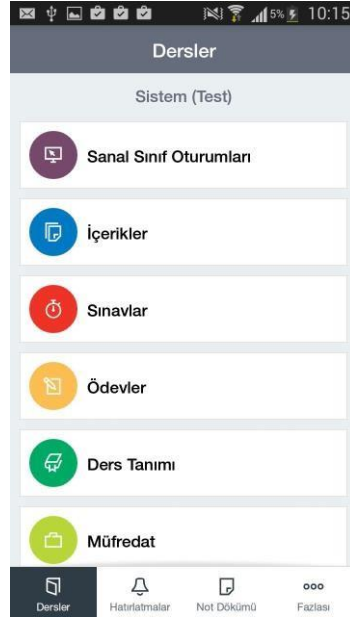 5% 10:15
Dersler
Sistem (Test)
Sanal Sınıf Oturumları
İçerikler
Sınavlar
Ödevler
Ders Tanımı
Müfredat
Dersler Hatırlatmalar Not Dökümü Fazlası